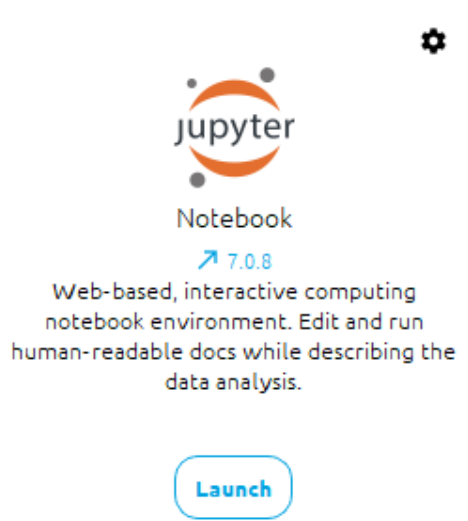 jupyter
Notebook
7.0.8
Web-based, interactive computing
notebook environment. Edit and run
human-readable docs while describing the
data analysis.
Launch